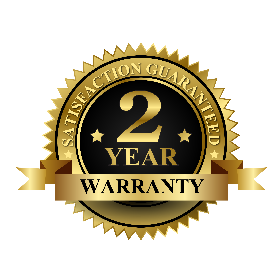 SATISFACTION GUARANTEED
2
YEAR
WARRANTY